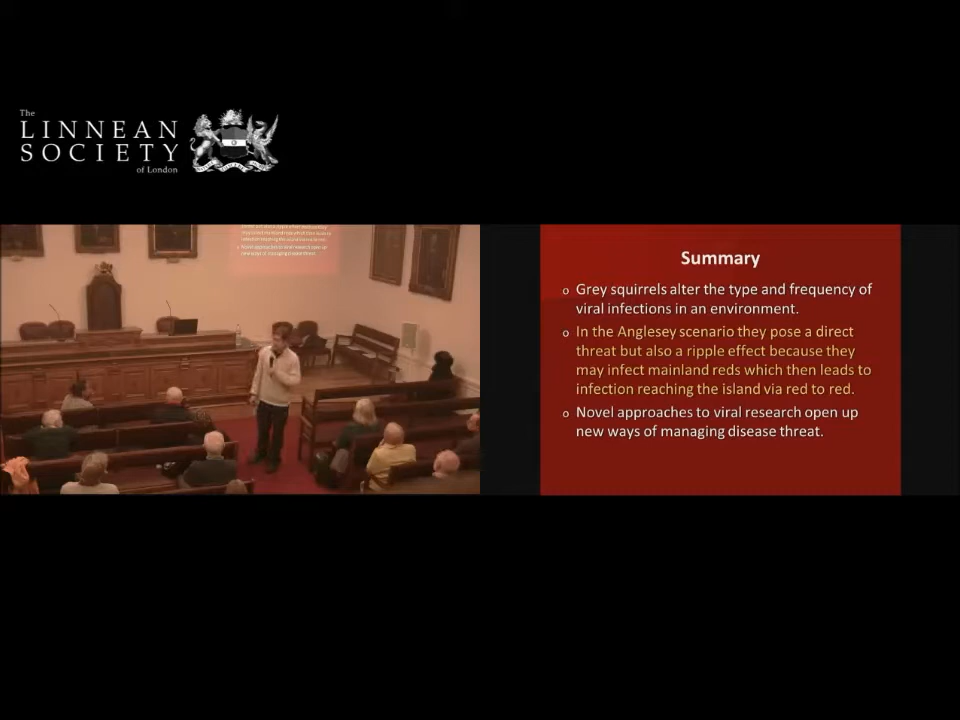 The
LINNEAN
SOCIETY
of London
Summary
o Grey squirrels alter the type and frequency of
viral infections in an environment.
o In the Anglesey scenario they pose a direct
threat but also a ripple effect because they
may infect mainland reds which then leads to
infection reaching the island via red to red.
o Novel approaches to viral research open up
new ways of managing disease threat.